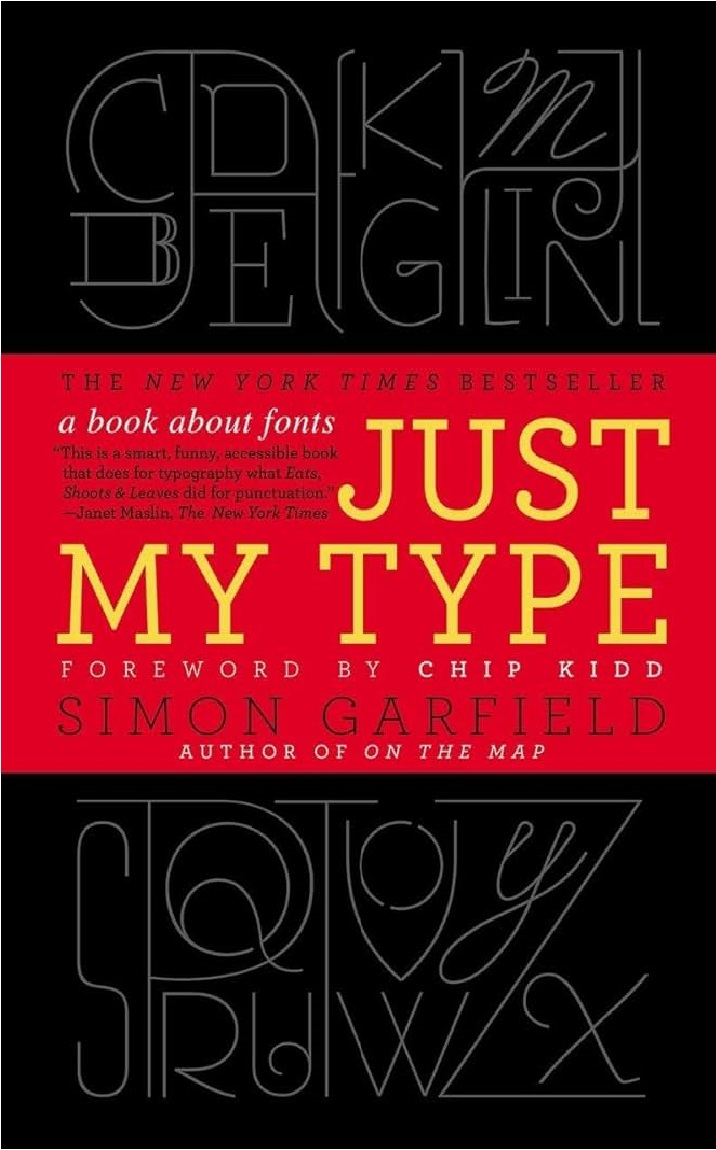 THE NEW YORK TIMES BESTSELLER
a book about fonts
"This is a smart, funny, accessible book
that does for typography what Eats,
Shoots & Leaves did for punctuation."
—Janet Maslin, The New York Times
JUST
MY TYPE
FOREWORD BY CHIP KIDD
SIMON GARFIELD
AUTHOR OF ON THE MAP